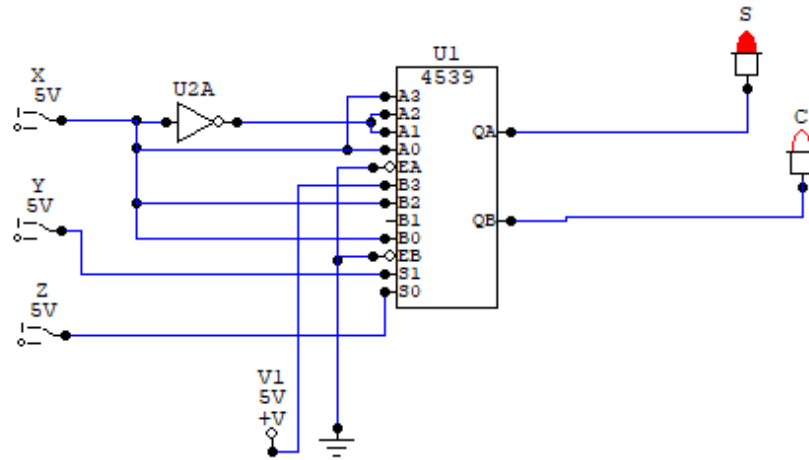 S
X
5V
U2A
U1
4539
C
A3
A2
A1
A0
EA
B3
B2
B1
B0
EB
S1
S0
QA
QB
Y
5V
Z
5V
V1
5V
+V